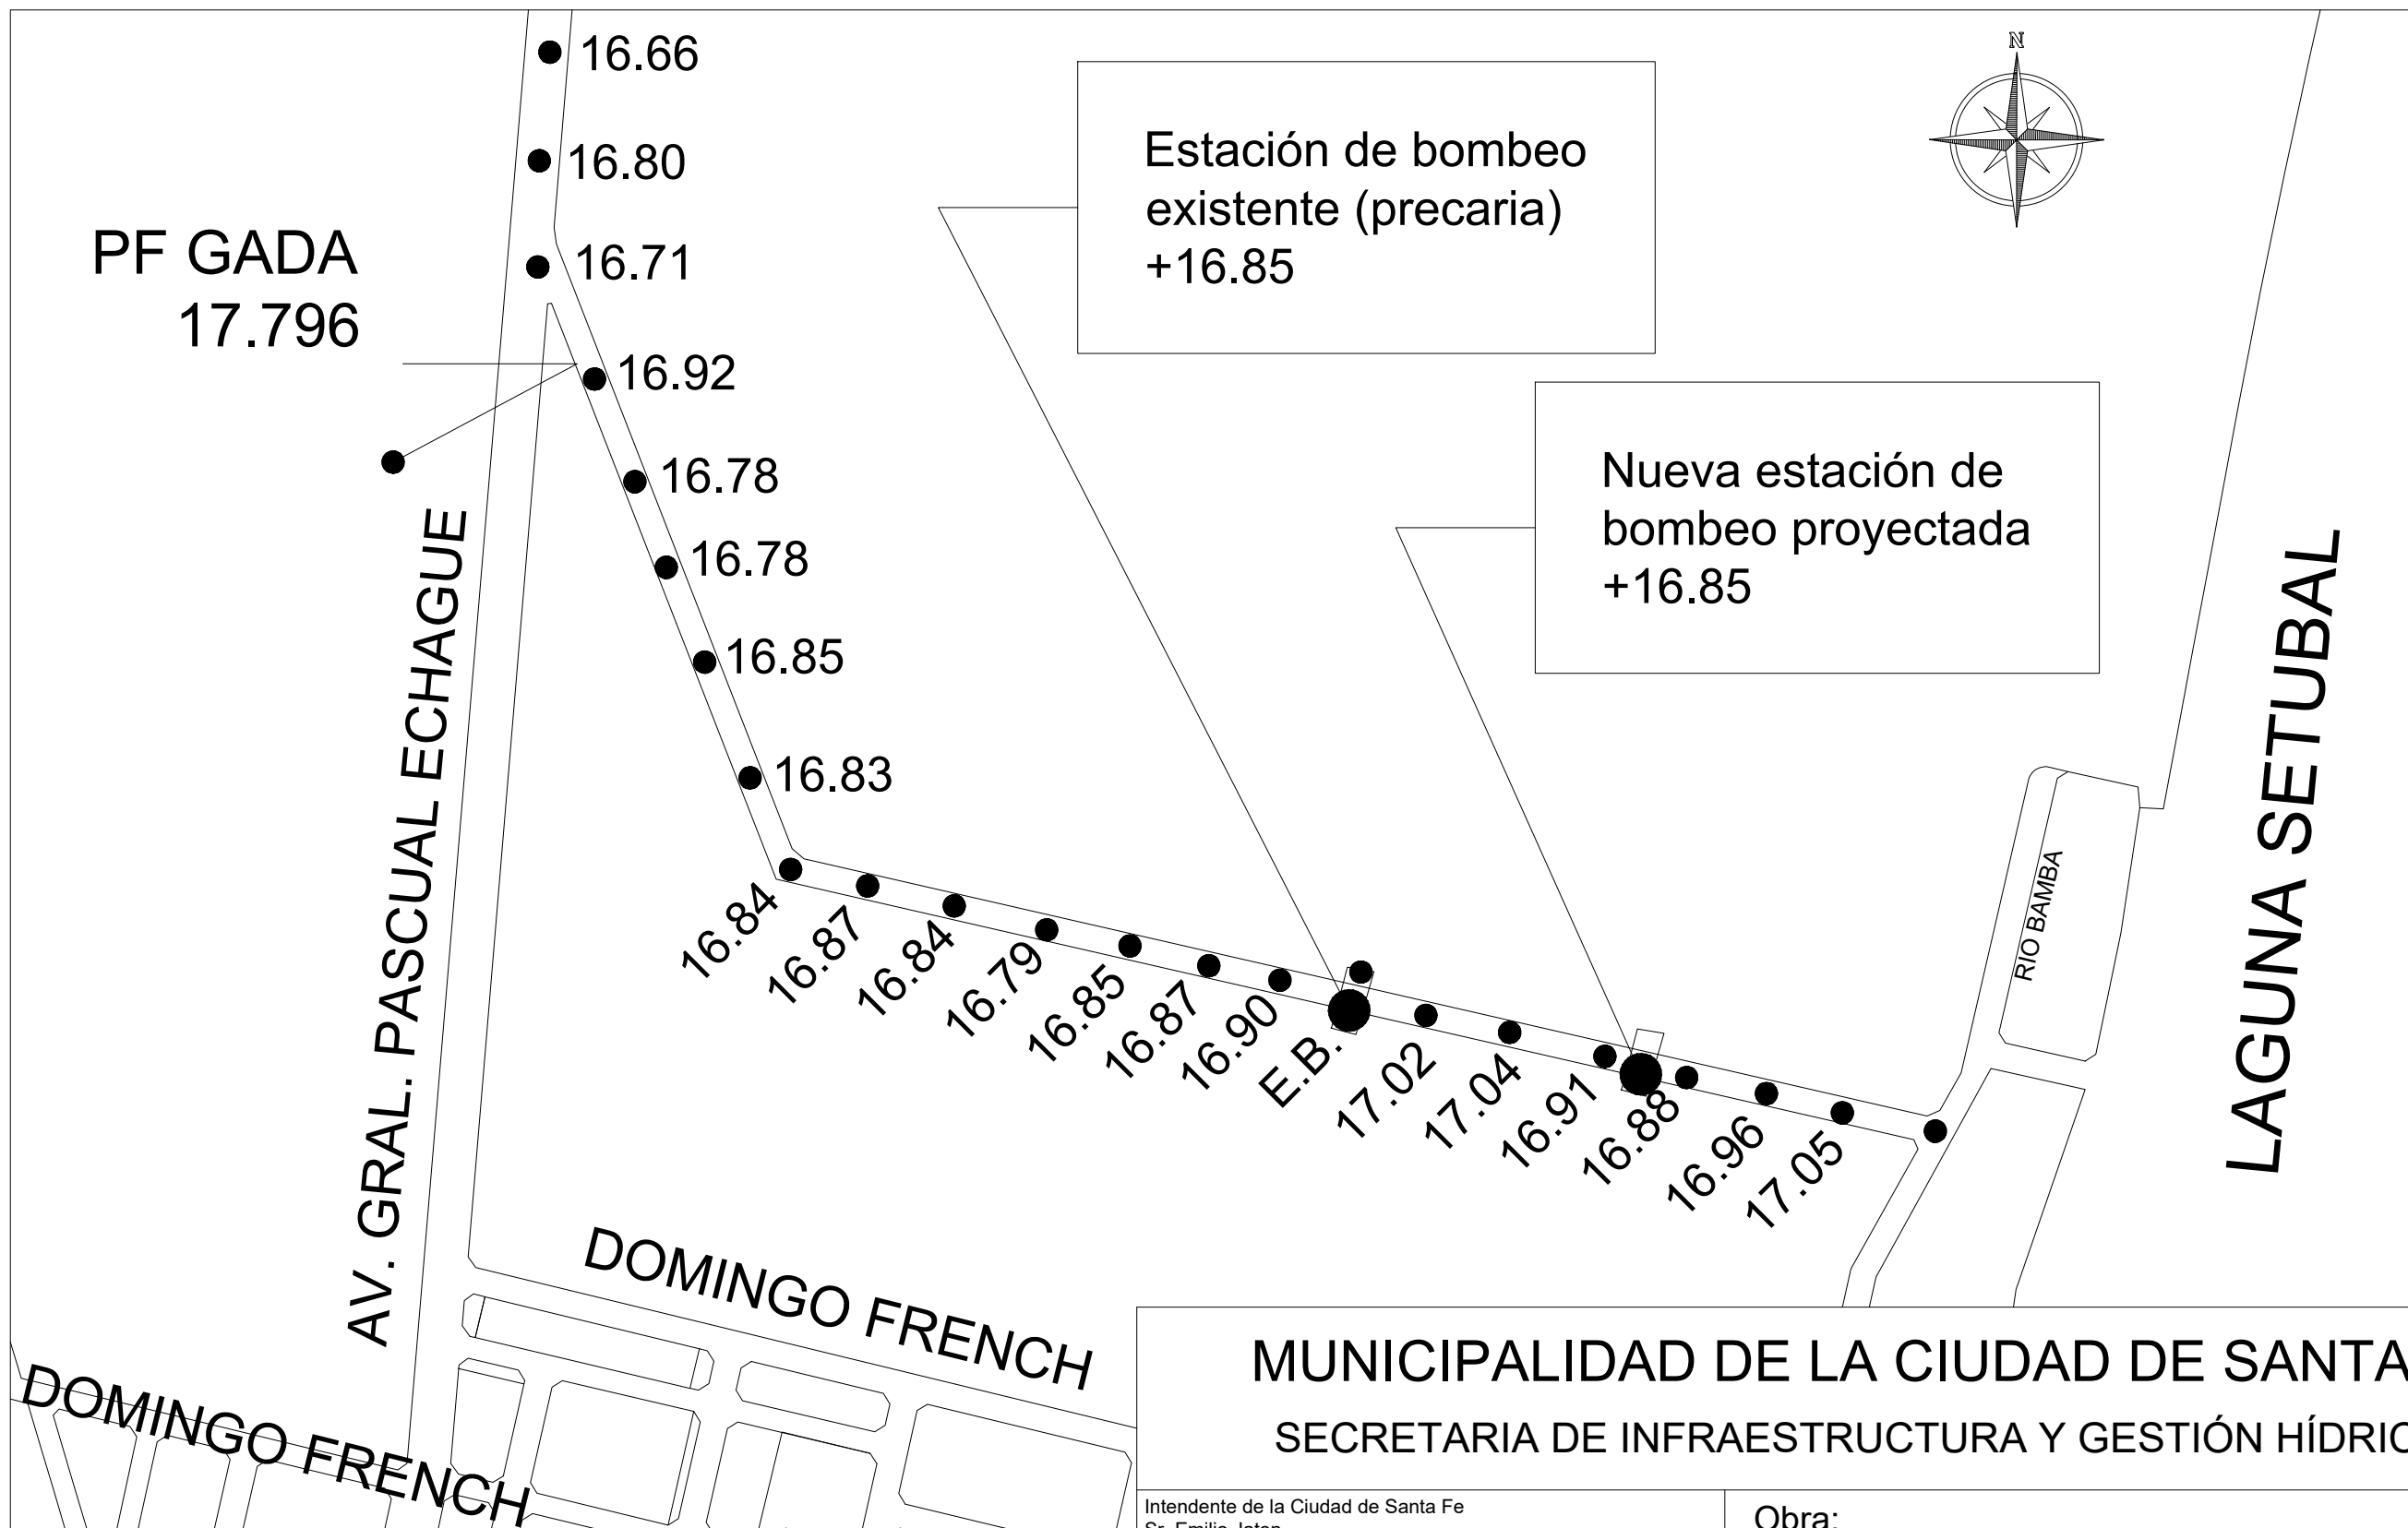 N
16.66
16.80
16.71
PF GADA
17.796
16.92
16.78
16.78
16.85
16.83
Estación de bombeo
existente (precaria)
+16.85
Nueva estación de
bombeo proyectada
+16.85
AV. GRAL. PASCUAL ECHAGUE
LAGUNA SETUBAL
RIO BAMBA
16.84
16.87
16.84
16.79
16.85
16.87
16.90
E.B.
17.02
17.04
16.91
16.88
16.96
17.05
DOMINGO FRENCH
DOMINGO FRENCH
MUNICIPALIDAD DE LA CIUDAD DE SANTA
SECRETARIA DE INFRAESTRUCTURA Y GESTIÓN HÍDRIC
Intendente de la Ciudad de Santa Fe
Sr. Emilio Jaton
Obra: